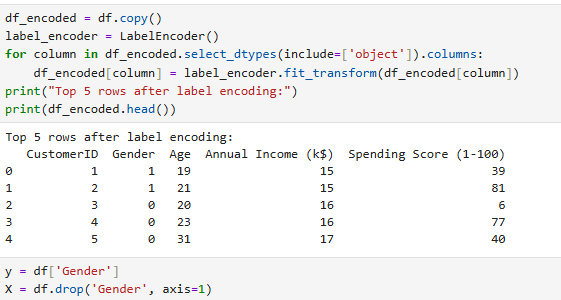 df_encoded = df.copy()
label_encoder = LabelEncoder()
for column in df_encoded.select_dtypes(include=['object']).columns:
    df_encoded[column] = label_encoder.fit_transform(df_encoded[column])
print("Top 5 rows after label encoding:")
print(df_encoded.head())
Top 5 rows after label encoding:
   CustomerID  Gender  Age  Annual Income (k$)  Spending Score (1-100)
0           1       1   19                  15                      39
1           2       1   21                  15                      81
2           3       0   20                  16                       6
3           4       0   23                  16                      77
4           5       0   31                  17                      40
y = df['Gender']
X = df.drop('Gender', axis=1)